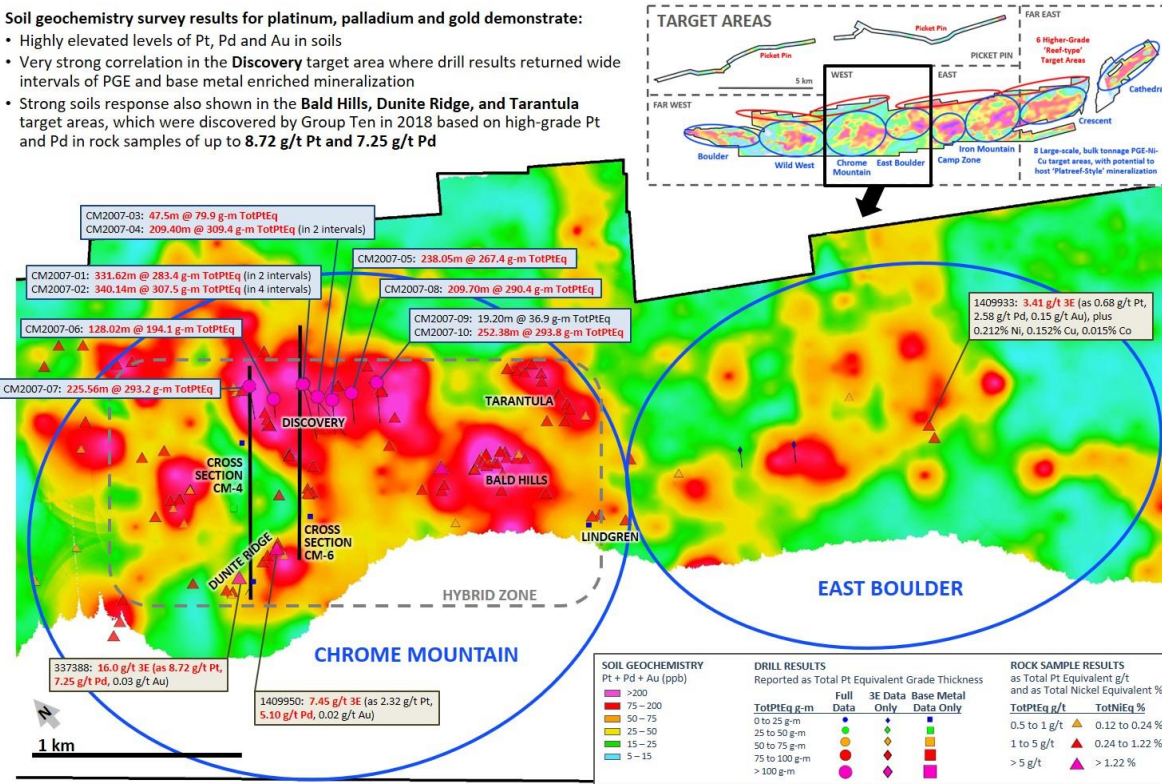 Soil geochemistry survey results for platinum, palladium and gold demonstrate:
• Highly elevated levels of Pt, Pd and Au in soils
• Very strong correlation in the Discovery target area where drill results returned wide
intervals of PGE and base metal enriched mineralization
• Strong soils response also shown in the Bald Hills, Dunite Ridge, and Tarantula
target areas, which we discovered by Group Ten in 2018 based on high-grade Pt
and Pd in rock samples of up to 8.72 g/t Pt and 7.25 g/t Pd
TARGET AREAS
Picket Pin
Picket Pin
PICKET PIN
5 km
FAR EAST
6 Higher-Grade
'Reef-type'
Target Areas
WEST
EAST
FAR WEST
Cathedral
Crescent
Boulder
Wild West
Chrome
Mountain
East Boulder
Iron Mountain
Camp Zone
8 Large-scale, bulk tonnage PGE-Ni-
Cu target areas, with potential to
host 'Platreef-Style' mineralization
CM2007-03: 47.5m @ 79.9 g-m TotPtEq
CM2007-04: 209.40m @ 309.4 g-m TotPtEq (in 2 intervals)
CM2007-05: 238.05m @ 267.4 g-m TotPtEq
CM2007-01: 331.62m @ 283.4 g-m TotPtEq (in 2 intervals)
CM2007-02: 340.14m @ 307.5 g-m TotPtEq (in 4 intervals)
CM2007-08: 209.70m @ 290.4 g-m TotPtEq
CM2007-09: 19.20m @ 36.9 g-m TotPtEq
CM2007-10: 252.38m @ 293.8 g-m TotPtEq
CM2007-06: 128.02m @ 194.1 g-m TotPtEq
CM2007-07: 225.56m @ 293.2 g-m TotPtEq
1409933: 3.41 g/t 3E (as 0.68 g/t Pt,
2.58 g/t Pd, 0.15 g/t Au), plus
0.212% Ni, 0.152% Cu, 0.015% Co
TARANTULA
DISCOVERY
BALD HILLS
CROSS
SECTION
CM-4
CROSS
SECTION
CM-6
DUNITE RIDGE
LINDGREN
HYBRID ZONE
EAST BOULDER
CHROME MOUNTAIN
337388: 16.0 g/t 3E (as 8.72 g/t Pt,
7.25 g/t Pd, 0.03 g/t Au)
1409950: 7.45 g/t 3E (as 2.32 g/t Pt,
5.10 g/t Pd, 0.02 g/t Au)
N
1 km
SOIL GEOCHEMISTRY
Pt + Pd + Au (ppb)
>200
75 – 200
50 – 75
25 – 50
15 – 25
5 – 15
DRILL RESULTS
Reported as Total Pt Equivalent Grade Thickness
TotPtEq g-m
Full
Data
3E Data
Only
Base Metal
Data Only
0 to 25 g-m
25 to 50 g-m
50 to 75 g-m
75 to 100 g-m
> 100 g-m
ROCK SAMPLE RESULTS
as Total Pt Equivalent g/t
and as Total Nickel Equivalent %
TotPtEq g/t
TotNiEq %
0.5 to 1 g/t
0.12 to 0.24 %
1 to 5 g/t
0.24 to 1.22 %
> 5 g/t
> 1.22 %